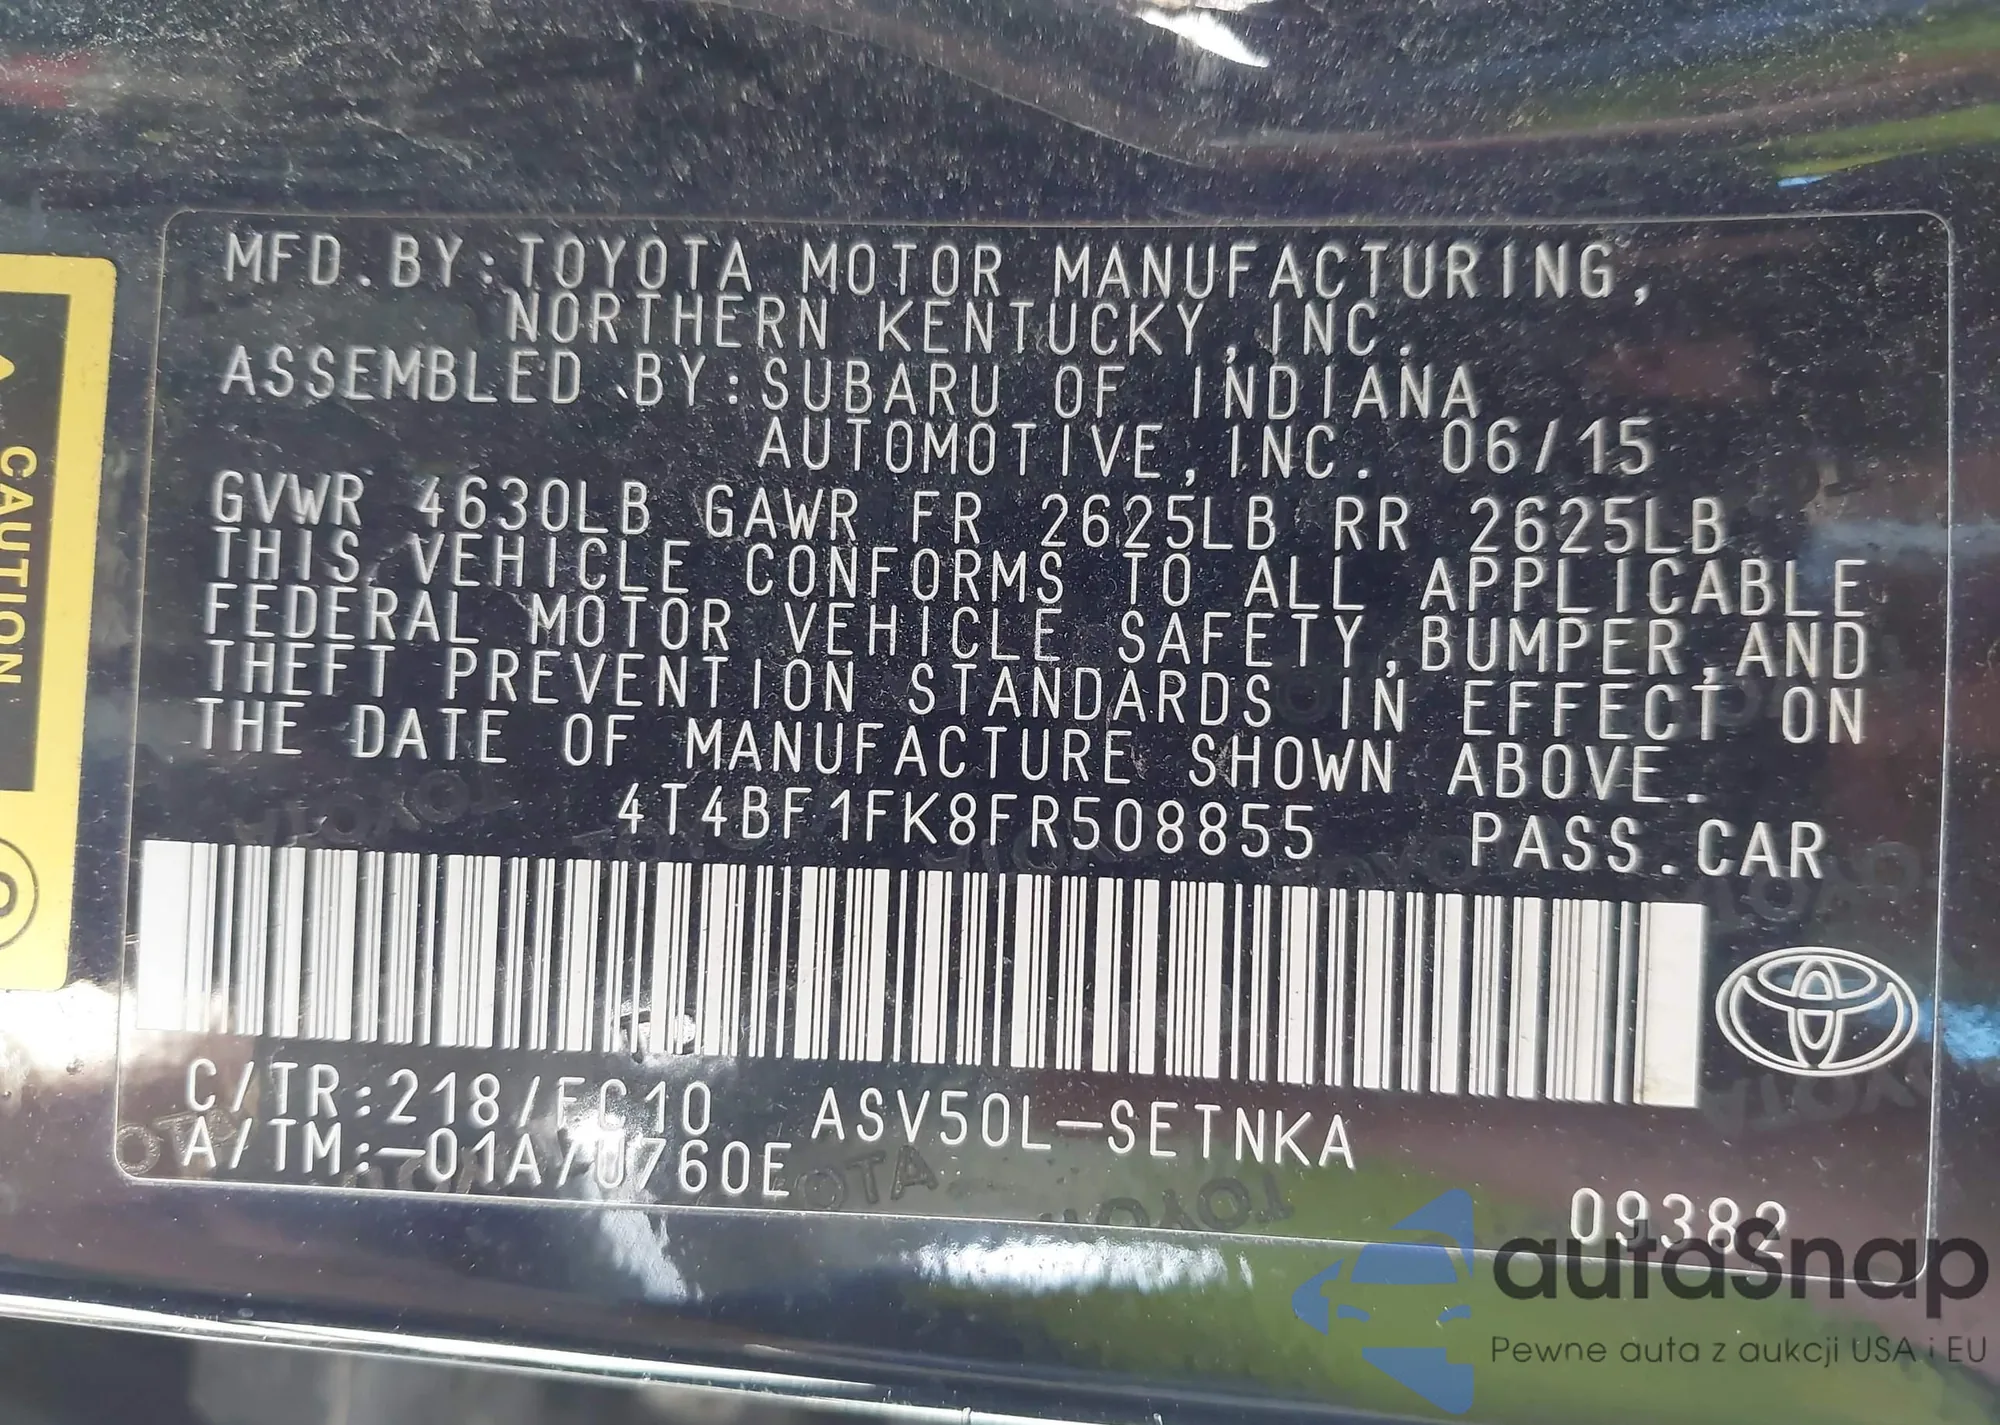 MFD.BY:TOYOTA MOTOR MANUFACTURING,
NORTHERN KENTUCKY,INC.
ASSEMBLED BY:SUBARU OF INDIANA
AUTOMOTIVE,INC. 06/15
GVWR 4630LB GAWR FR 2625LB RR 2625LB
THIS VEHICLE CONFORMS TO ALL APPLICABLE
FEDERAL MOTOR VEHICLE SAFETY,BUMPER,AND
THEFT PREVENTION STANDARDS IN EFFECT ON
THE DATE OF MANUFACTURE SHOWN ABOVE.
4T4BF1FK8FR508855 PASS.CAR
C/TR:218/FC10 ASV50L-SETNKA
A/TM:-01A/U760E
09382
CAUTION
autaSnap
Pewne auta z aukcji USA i EU